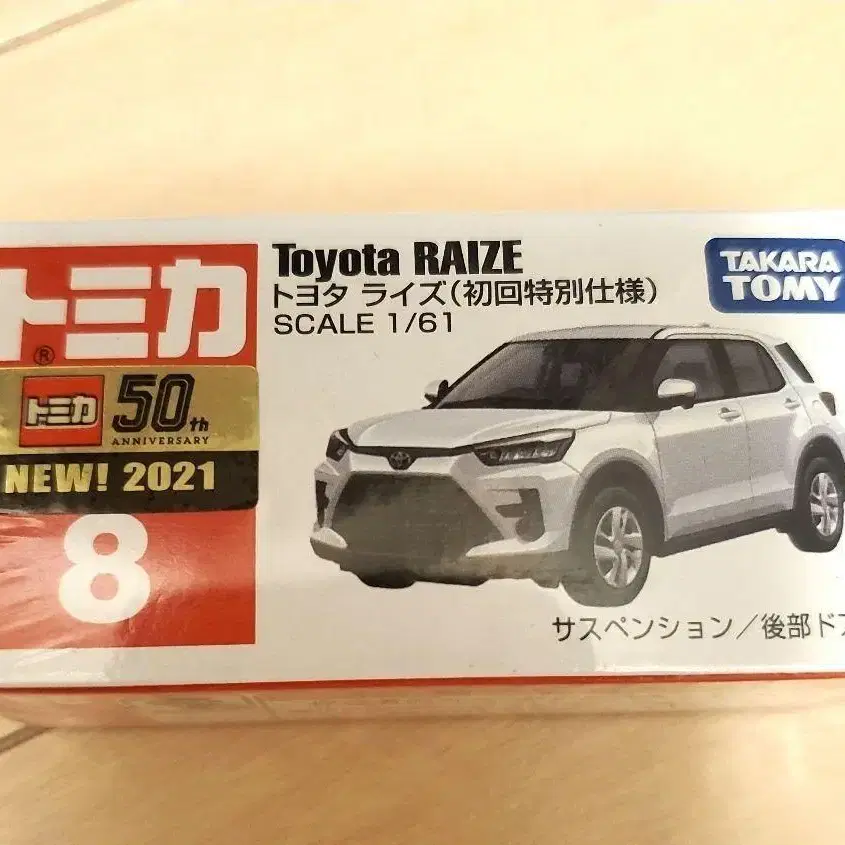 トミカ
®
トミカ 50th
ANNIVERSARY
NEW! 2021
8
Toyota RAIZE
トヨタ ライズ(初回特別仕様)
SCALE 1/61
TAKARA
TOMY
サスペンション/後部ドア